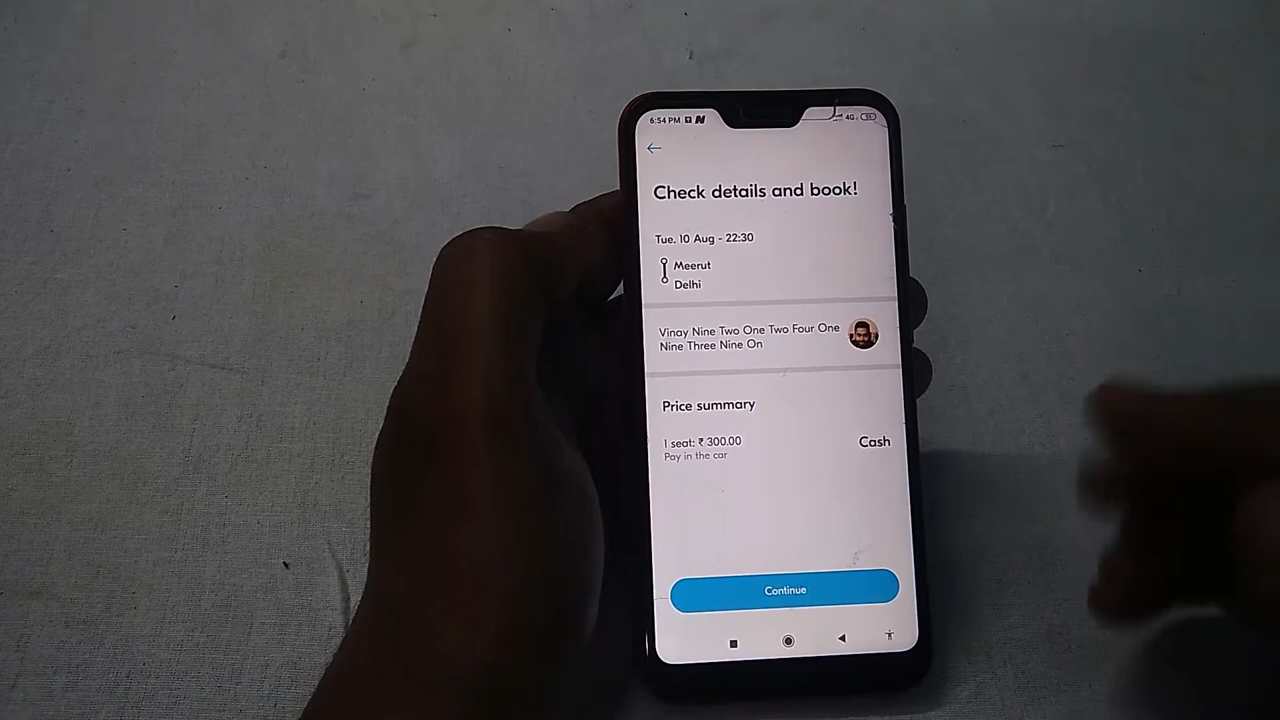 6:54 PM
4G
Check details and book!
Tue. 10 Aug - 22:30
Meerut
Delhi
Vinay Nine Two One Two Four One
Nine Three Nine On
Price summary
1 seat: ₹ 300.00
Cash
Pay in the car
Continue